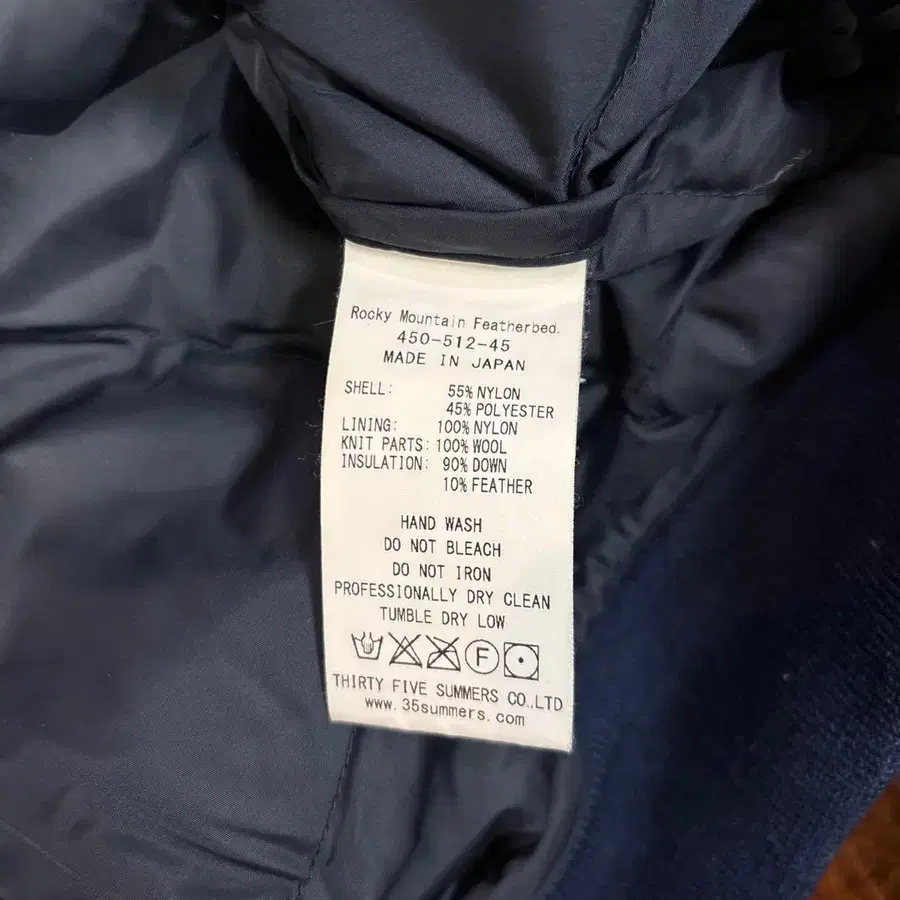 Rocky Mountain Featherbed.
450-512-45
MADE IN JAPAN
SHELL: 55% NYLON
45% POLYESTER
LINING: 100% NYLON
KNIT PARTS: 100% WOOL
INSULATION: 90% DOWN
10% FEATHER
HAND WASH
DO NOT BLEACH
DO NOT IRON
PROFESSIONALLY DRY CLEAN
TUMBLE DRY LOW
F
THIRTY FIVE SUMMERS CO.,LTD
www.35summers.com